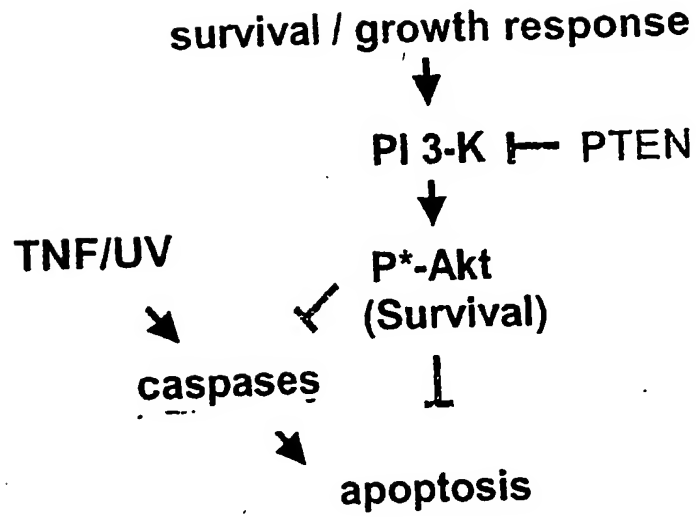 survival / growth response
PI 3-K PTEN
TNF/UV
P*-Akt
(Survival)
caspases
apoptosis